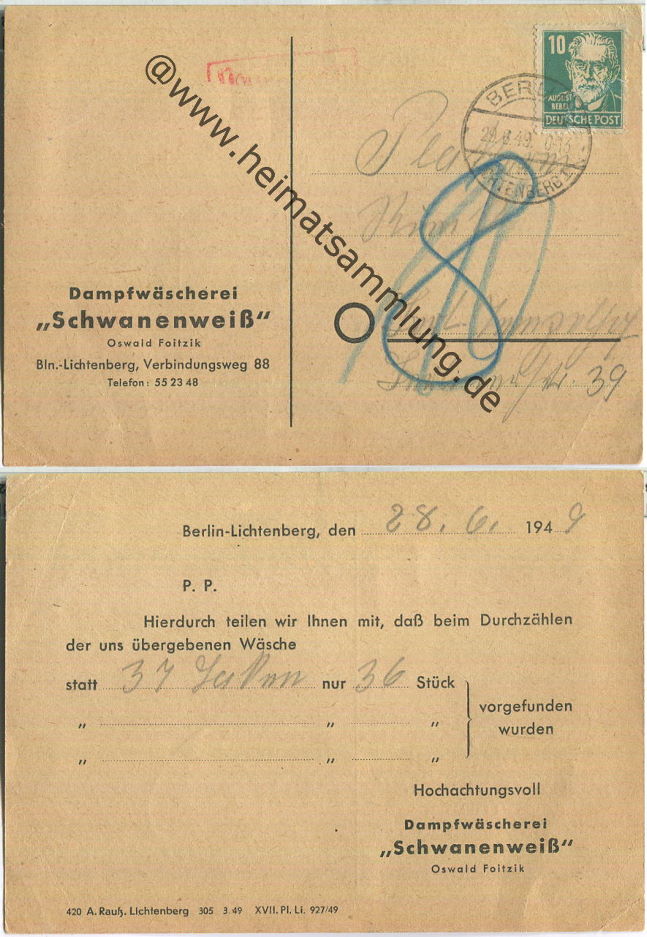 @www.heimatsammlung.de
10
AUGUST
BEBEL
DEUTSCHE POST
BERLIN
LICHTENBERG 1
Dampfwäscherei
„Schwanenweiß“
Oswald Foitzik
Bln.-Lichtenberg, Verbindungsweg 88
Telefon: 55 23 48
39
Berlin-Lichtenberg, den 28. 6. 1949
P. P.
Hierdurch teilen wir Ihnen mit, daß beim Durchzählen
der uns übergebenen Wäsche
statt 37 Laken nur 36 Stück
„ „ „
„ „ „
vorgefunden
wurden
Hochachtungsvoll
Dampfwäscherei
„Schwanenweiß“
Oswald Foitzik
420 A. Rauß. Lichtenberg 305 3 49 XVII. Pl. Li. 927/49